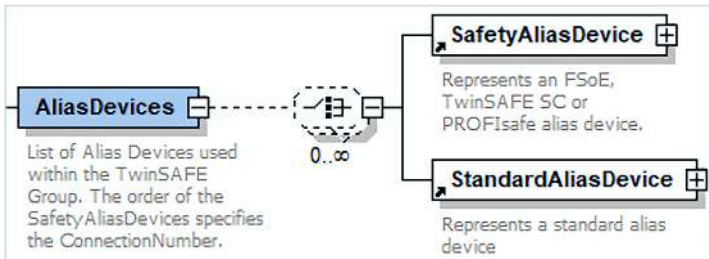 SafetyAliasDevice
Represents an FSoE,
TwinSAFE SC or
PROFIsafe alias device.
AliasDevices
List of Alias Devices used
within the TwinSAFE
Group. The order of the
SafetyAliasDevices specifies
the ConnectionNumber.
0..∞
StandardAliasDevice
Represents a standard alias
device